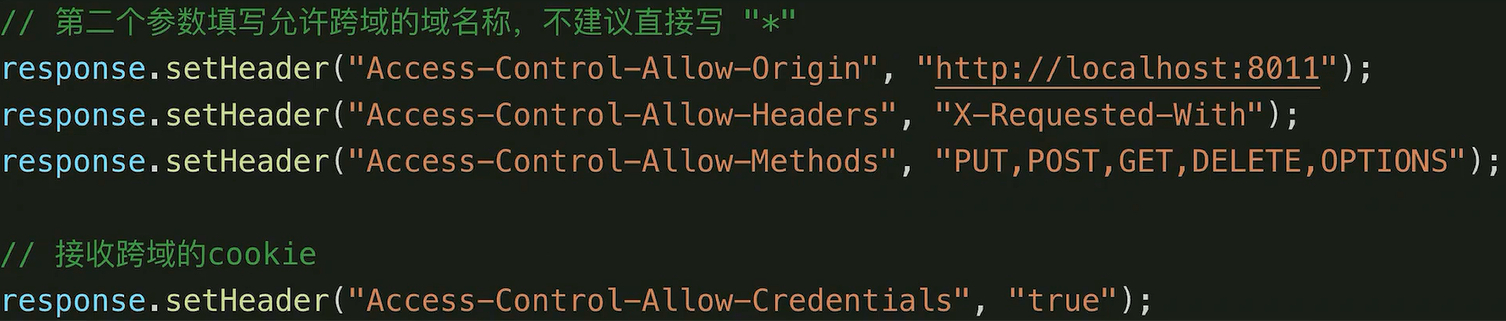 // 第二个参数填写允许跨域的域名称，不建议直接写 "*"
response.setHeader("Access-Control-Allow-Origin", "http://localhost:8011");
response.setHeader("Access-Control-Allow-Headers", "X-Requested-With");
response.setHeader("Access-Control-Allow-Methods", "PUT,POST,GET,DELETE,OPTIONS");
// 接收跨域的cookie
response.setHeader("Access-Control-Allow-Credentials", "true");